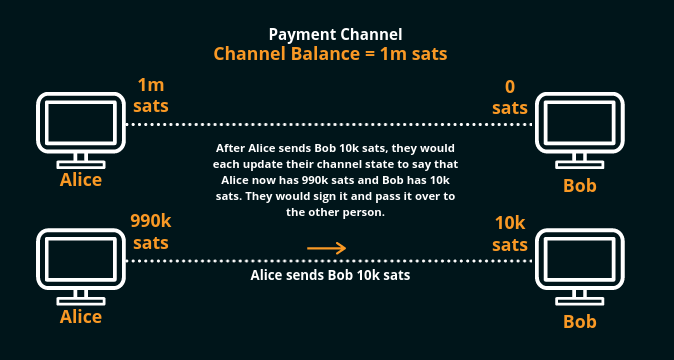 Payment Channel
Channel Balance = 1m sats
1m
sats
0
sats
Alice
Bob
After Alice sends Bob 10k sats, they would
each update their channel state to say that
Alice now has 990k sats and Bob has 10k
sats. They would sign it and pass it over to
the other person.
990k
sats
10k
sats
Alice sends Bob 10k sats
Alice
Bob